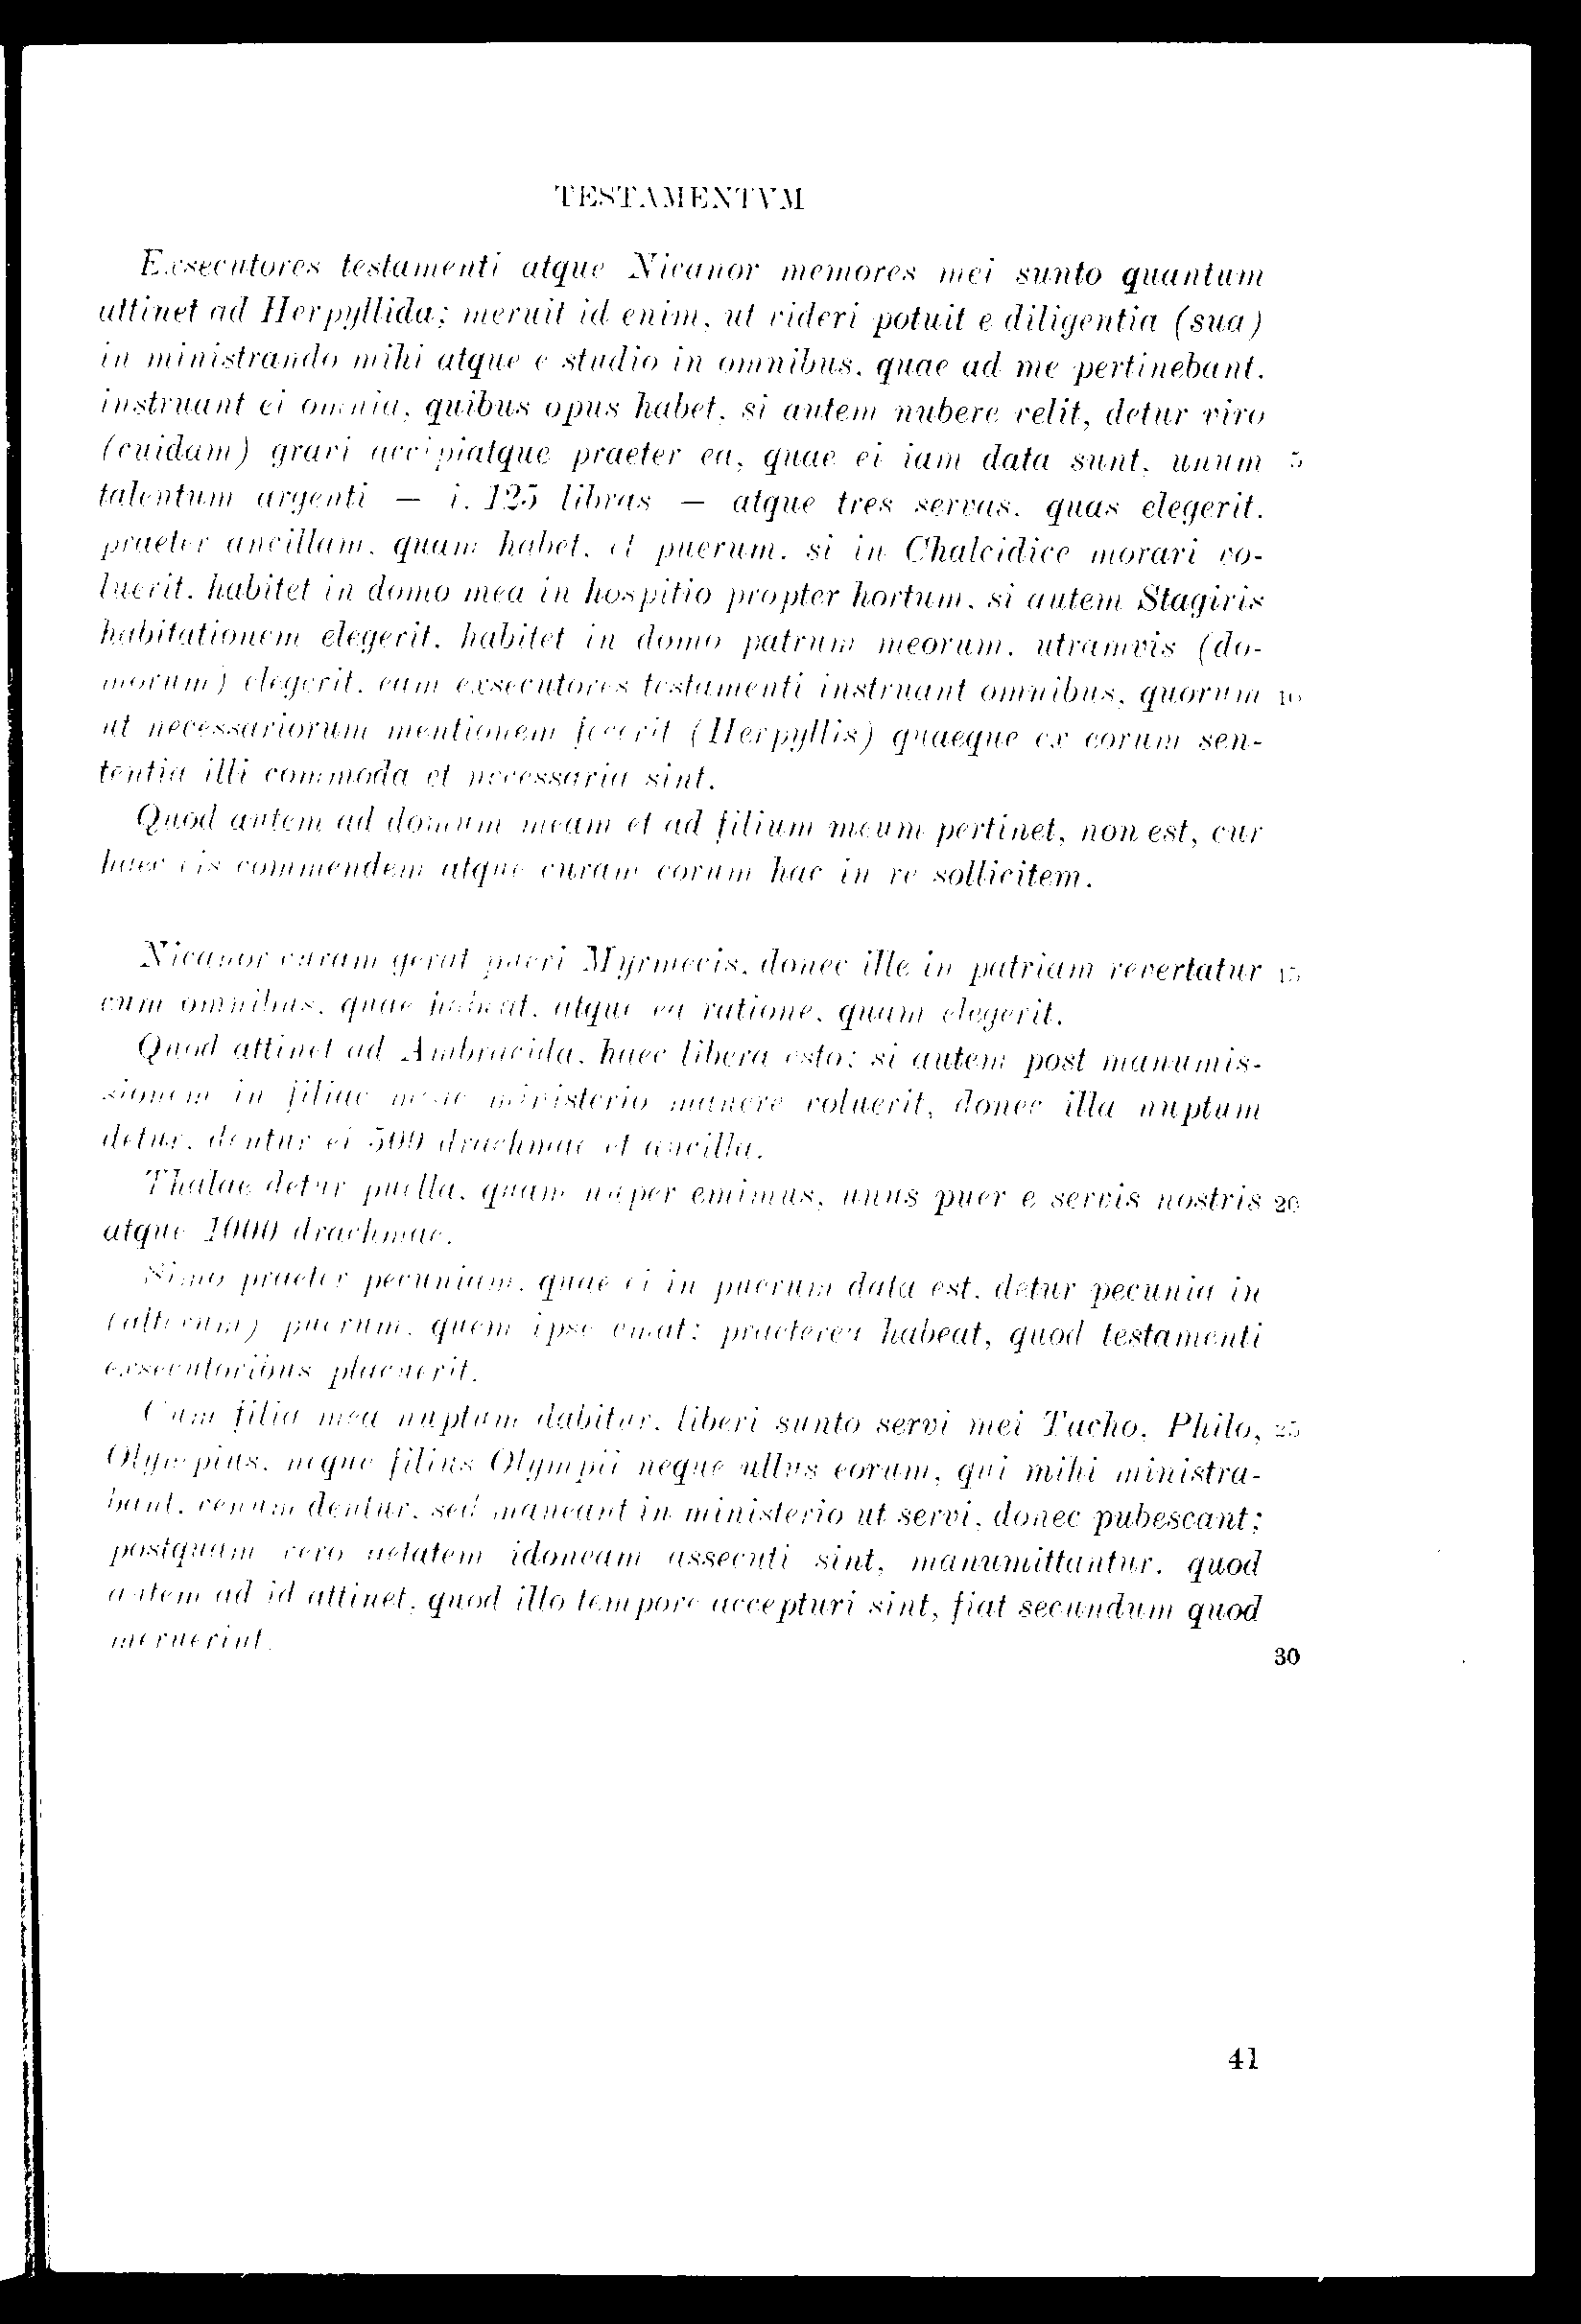 TESTAMENTVM
Exsecutores testamenti atque Nicanor memores mei sunto quantum
attinet ad Herpyllida; meruit id enim, ut videri potuit e diligentia (sua)
in ministrando mihi atque e studio in omnibus, quae ad me pertinebant.
instruant ei omnia, quibus opus habet, si autem nubere velit, detur viro
(cuidam) gravi accipiatque praeter ea, quae ei iam data sunt, unum 5
talentum argenti — i. 125 libras — atque tres servas, quas elegerit,
praeter ancillam, quam habet, et puerum. si in Chalcidice morari vo-
luerit, habitet in domo mea in hospitio propter hortum, si autem Stagiris
habitationem elegerit, habitet in domo patrum meorum. utramvis (do-
morum) elegerit, eam exsecutores testamenti instruant omnibus, quorum 10
ut necessariorum mentionem fecerit (Herpyllis) quaeque ex eorum sen-
tentia illi commoda et necessaria sint.
Quod autem ad domum meam et ad filium meum pertinet, non est, cur
haec eis commendem atque curam eorum hac in re sollicitem.
Nicanor curam gerat pueri Myrmecis, donec ille in patriam revertatur 15
cum omnibus, quae habeat, atque ea ratione, quam elegerit.
Quod attinet ad Ambracida, haec libera esto; si autem post manumis-
sionem in filiae meae ministerio manere voluerit, donec illa nuptum
detur, dentur ei 500 drachmae et ancilla.
Thalae detur puella, quam nuper emimus, unus puer e servis nostris 20
atque 1000 drachmae.
Simo praeter pecuniam, quae ei in puerum data est, detur pecunia in
(alterum) puerum, quem ipse emat; praeterea habeat, quod testamenti
exsecutoribus placuerit.
Cum filia mea nuptum dabitur, liberi sunto servi mei Tacho, Philo, 25
Olympius. neque filius Olympii neque ullus eorum, qui mihi ministra-
bant, venum dentur, sed maneant in ministerio ut servi, donec pubescant;
postquam vero aetatem idoneam assecuti sint, manumittantur. quod
autem ad id attinet, quod illo tempore accepturi sint, fiat secundum quod
meruerint. 30
41